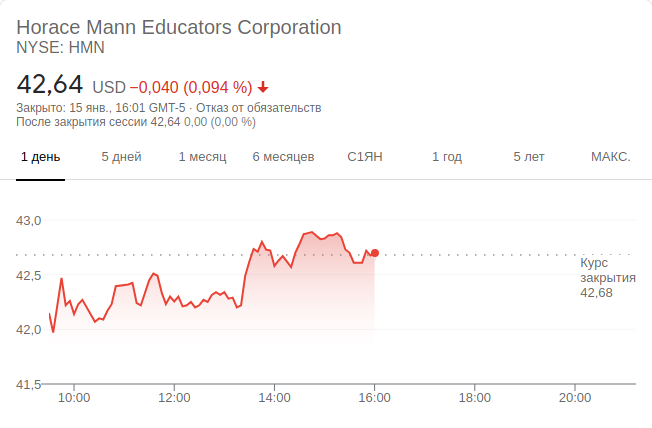 Horace Mann Educators Corporation
NYSE: HMN
42,64 USD −0,040 (0,094 %)
Закрыто: 15 янв., 16:01 GMT-5 · Отказ от обязательств
После закрытия сессии 42,64 0,00 (0,00 %)
1 день 5 дней 1 месяц 6 месяцев С1ЯН 1 год 5 лет МАКС.
43,0
42,5
42,0
41,5
Курс
закрытия
42,68
10:00 12:00 14:00 16:00 18:00 20:00